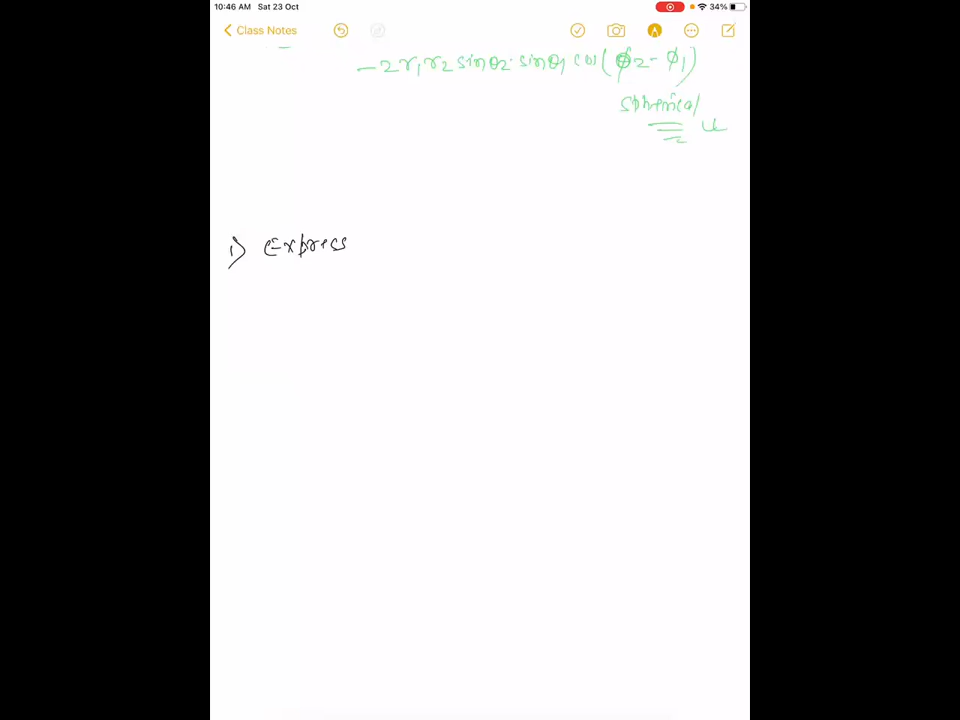 10:46 AM Sat 23 Oct
34%
Class Notes
-2r₁r₂ sinθ₂·sinθ₁ cos(ϕ₂-ϕ₁)
Spherical
1) Express